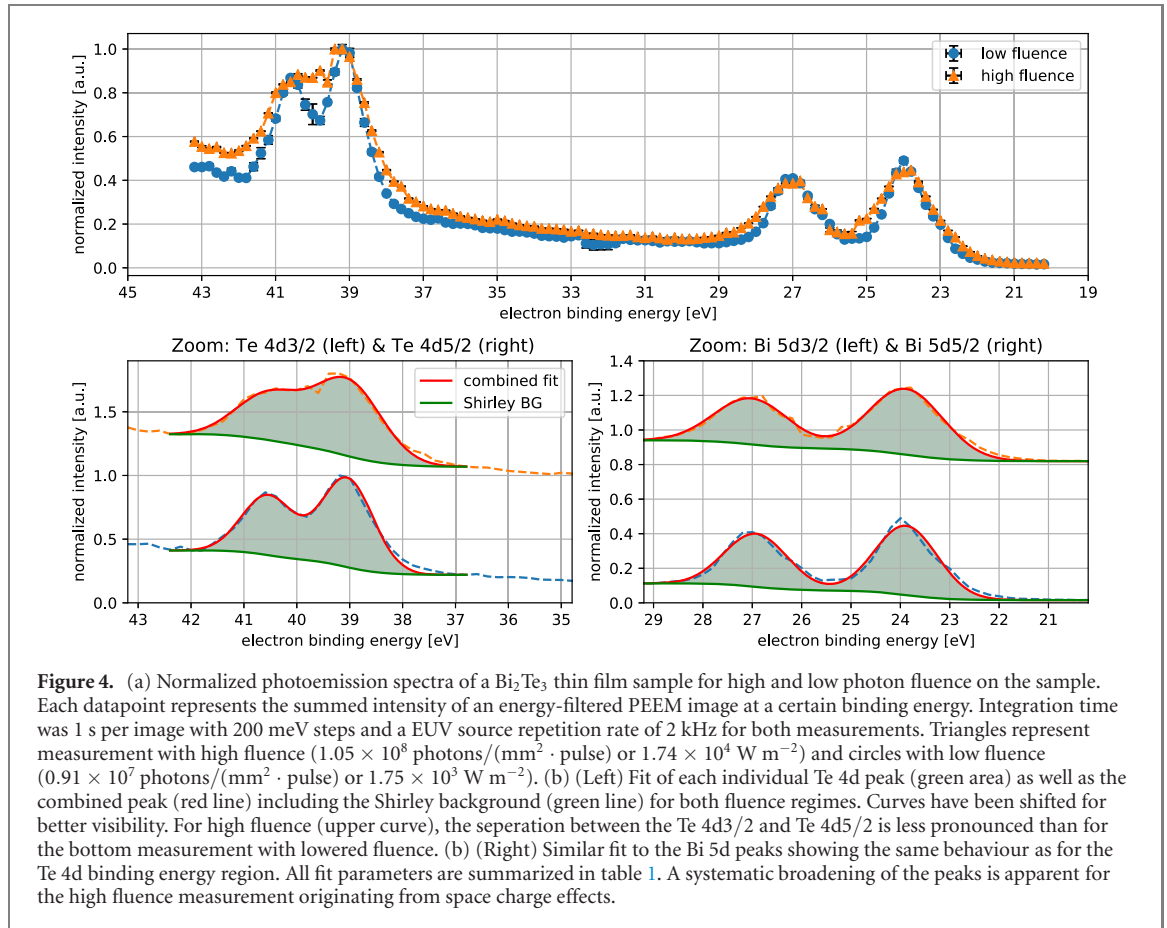 1.0
0.8
0.6
0.4
0.2
0.0
normalized intensity [a.u.]
low fluence
high fluence
45 43 41 39 37 35 33 31 29 27 25 23 21 19
electron binding energy [eV]
Zoom: Te 4d3/2 (left) & Te 4d5/2 (right)
1.5
1.0
0.5
0.0
normalized intensity [a.u.]
combined fit
Shirley BG
43 42 41 40 39 38 37 36 35
electron binding energy [eV]
Zoom: Bi 5d3/2 (left) & Bi 5d5/2 (right)
1.4
1.2
1.0
0.8
0.6
0.4
0.2
0.0
normalized intensity [a.u.]
29 28 27 26 25 24 23 22 21
electron binding energy [eV]
Figure 4. (a) Normalized photoemission spectra of a Bi₂Te₃ thin film sample for high and low photon fluence on the sample.
Each datapoint represents the summed intensity of an energy-filtered PEEM image at a certain binding energy. Integration time
was 1 s per image with 200 meV steps and a EUV source repetition rate of 2 kHz for both measurements. Triangles represent
measurement with high fluence (1.05 × 10⁸ photons/(mm² · pulse) or 1.74 × 10⁴ W m⁻²) and circles with low fluence
(0.91 × 10⁷ photons/(mm² · pulse) or 1.75 × 10³ W m⁻²). (b) (Left) Fit of each individual Te 4d peak (green area) as well as the
combined peak (red line) including the Shirley background (green line) for both fluence regimes. Curves have been shifted for
better visibility. For high fluence (upper curve), the seperation between the Te 4d3/2 and Te 4d5/2 is less pronounced than for
the bottom measurement with lowered fluence. (b) (Right) Similar fit to the Bi 5d peaks showing the same behaviour as for the
Te 4d binding energy region. All fit parameters are summarized in table 1. A systematic broadening of the peaks is apparent for
the high fluence measurement originating from space charge effects.